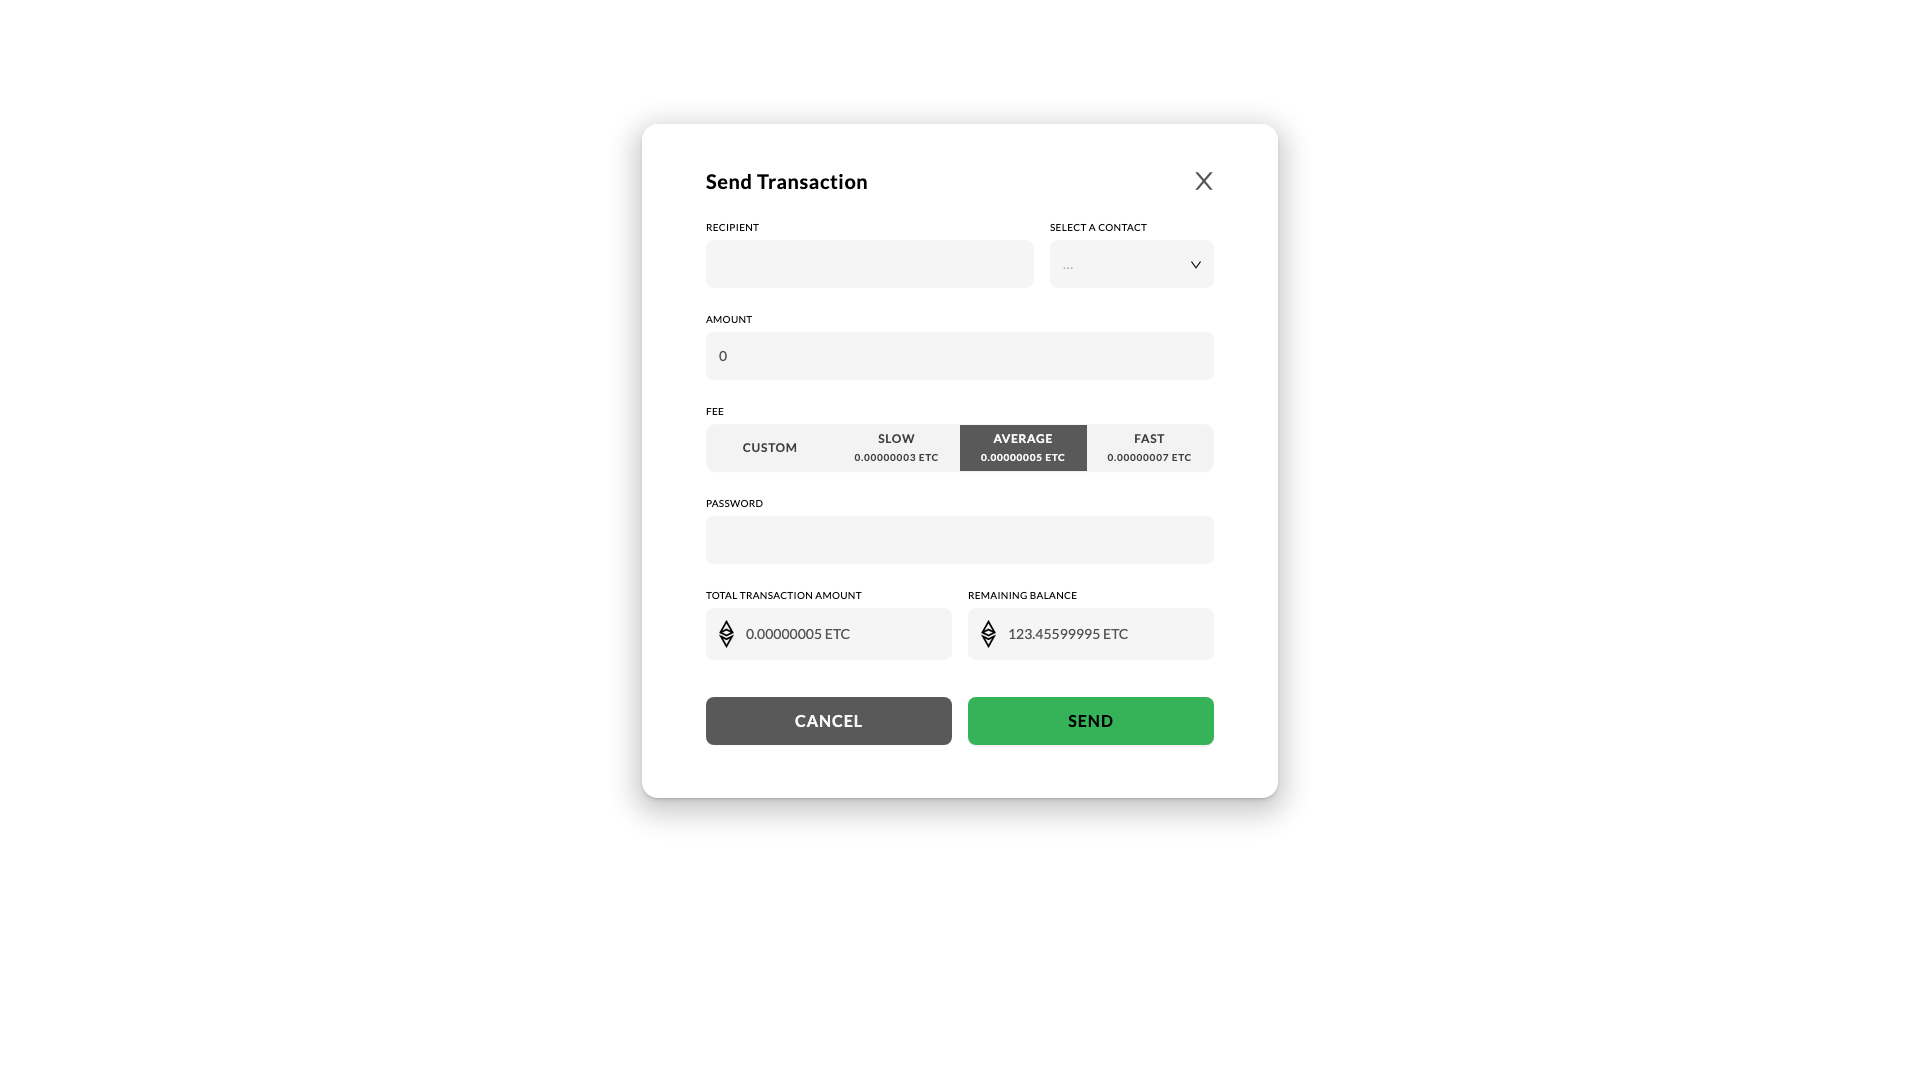 Send Transaction
X
RECIPIENT
SELECT A CONTACT
...
AMOUNT
0
FEE
CUSTOM
SLOW
0.00000003 ETC
AVERAGE
0.00000005 ETC
FAST
0.00000007 ETC
PASSWORD
TOTAL TRANSACTION AMOUNT
0.00000005 ETC
REMAINING BALANCE
123.45599995 ETC
CANCEL
SEND